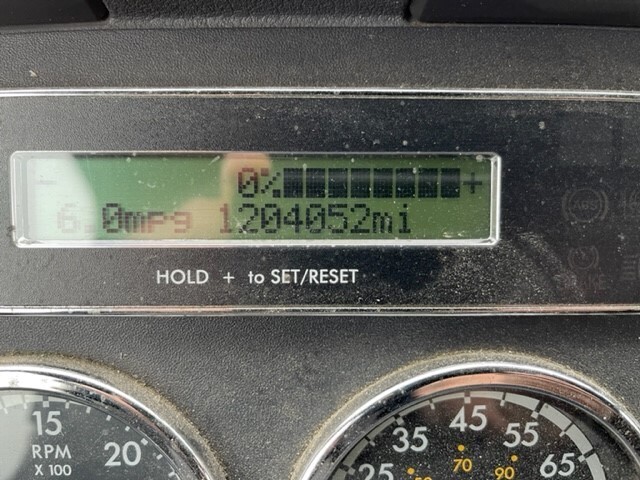 - 0% +
6.0mpg 1204052mi
HOLD + to SET/RESET
15
RPM
X 100
20
25 35 45 55 65
70 90